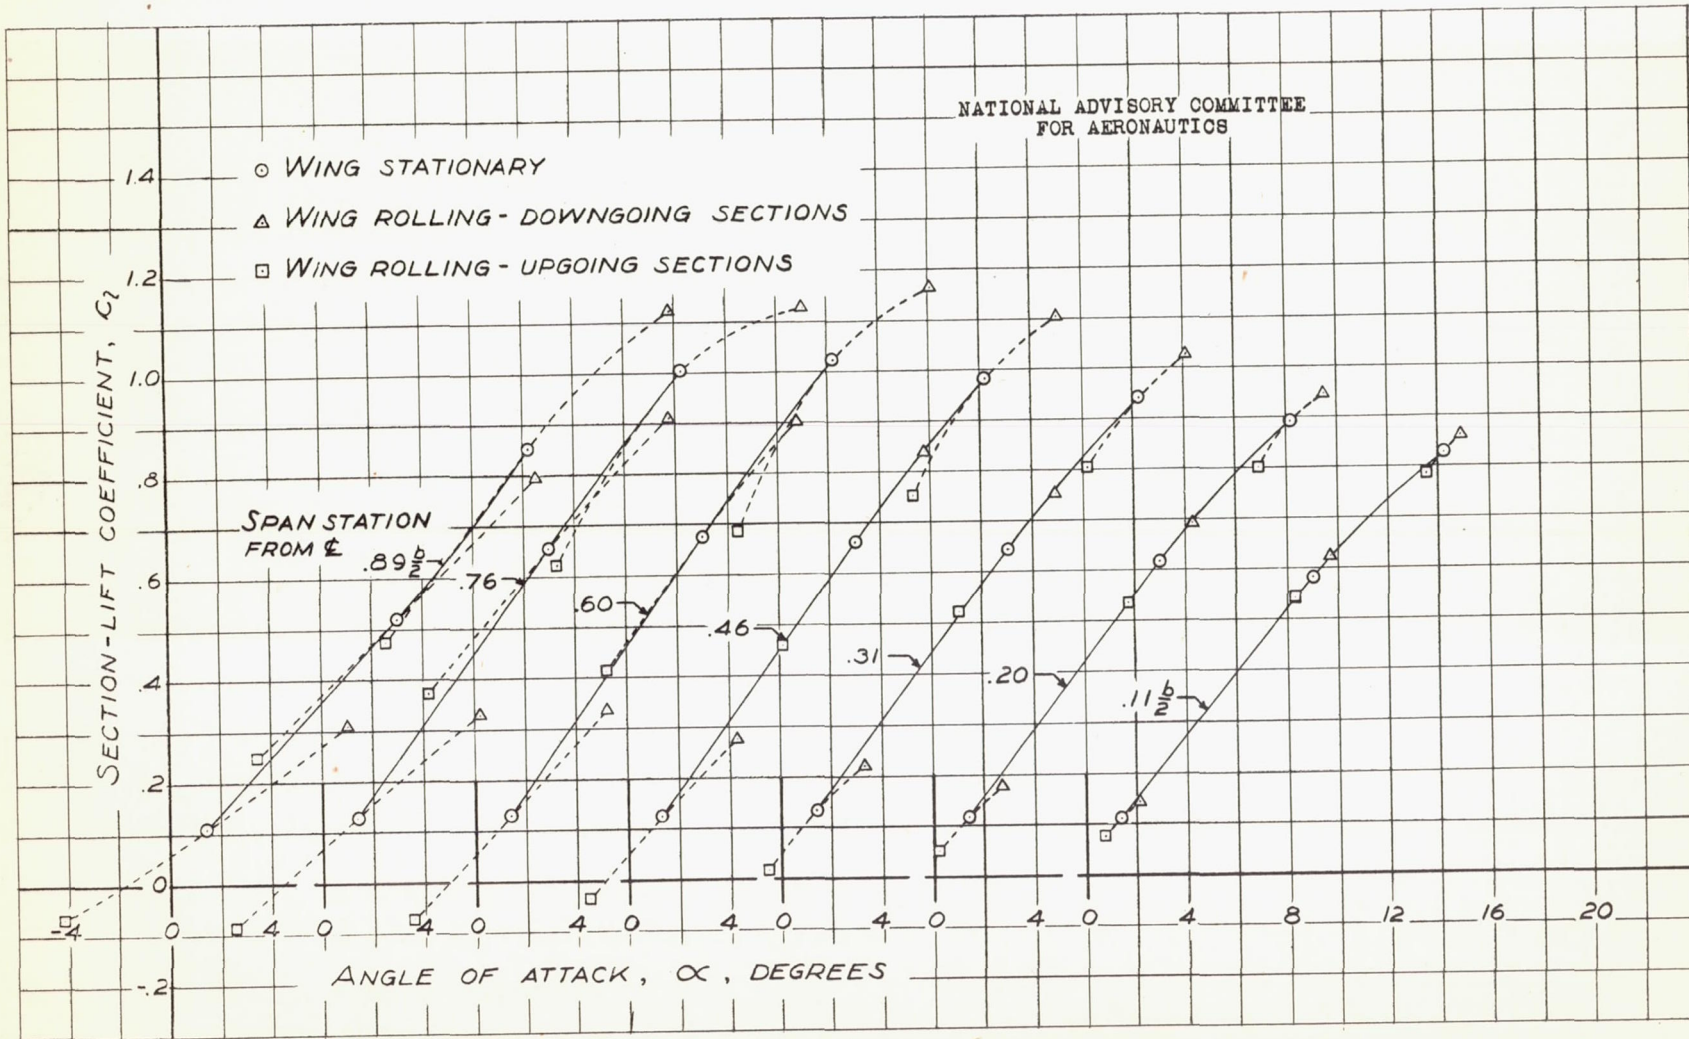 NATIONAL ADVISORY COMMITTEE
FOR AERONAUTICS
⊙ WING STATIONARY
△ WING ROLLING - DOWNGOING SECTIONS
□ WING ROLLING - UPGOING SECTIONS
SECTION-LIFT COEFFICIENT, Cl
1.4
1.2
1.0
.8
.6
.4
.2
0
-.2
SPAN STATION
FROM ℄
.89 b/2
.76
.60
.46
.31
.20
.11 b/2
-4 0 4 0 4 0 4 0 0 4 0 4 0 4 8 12 16 20
ANGLE OF ATTACK, α, DEGREES